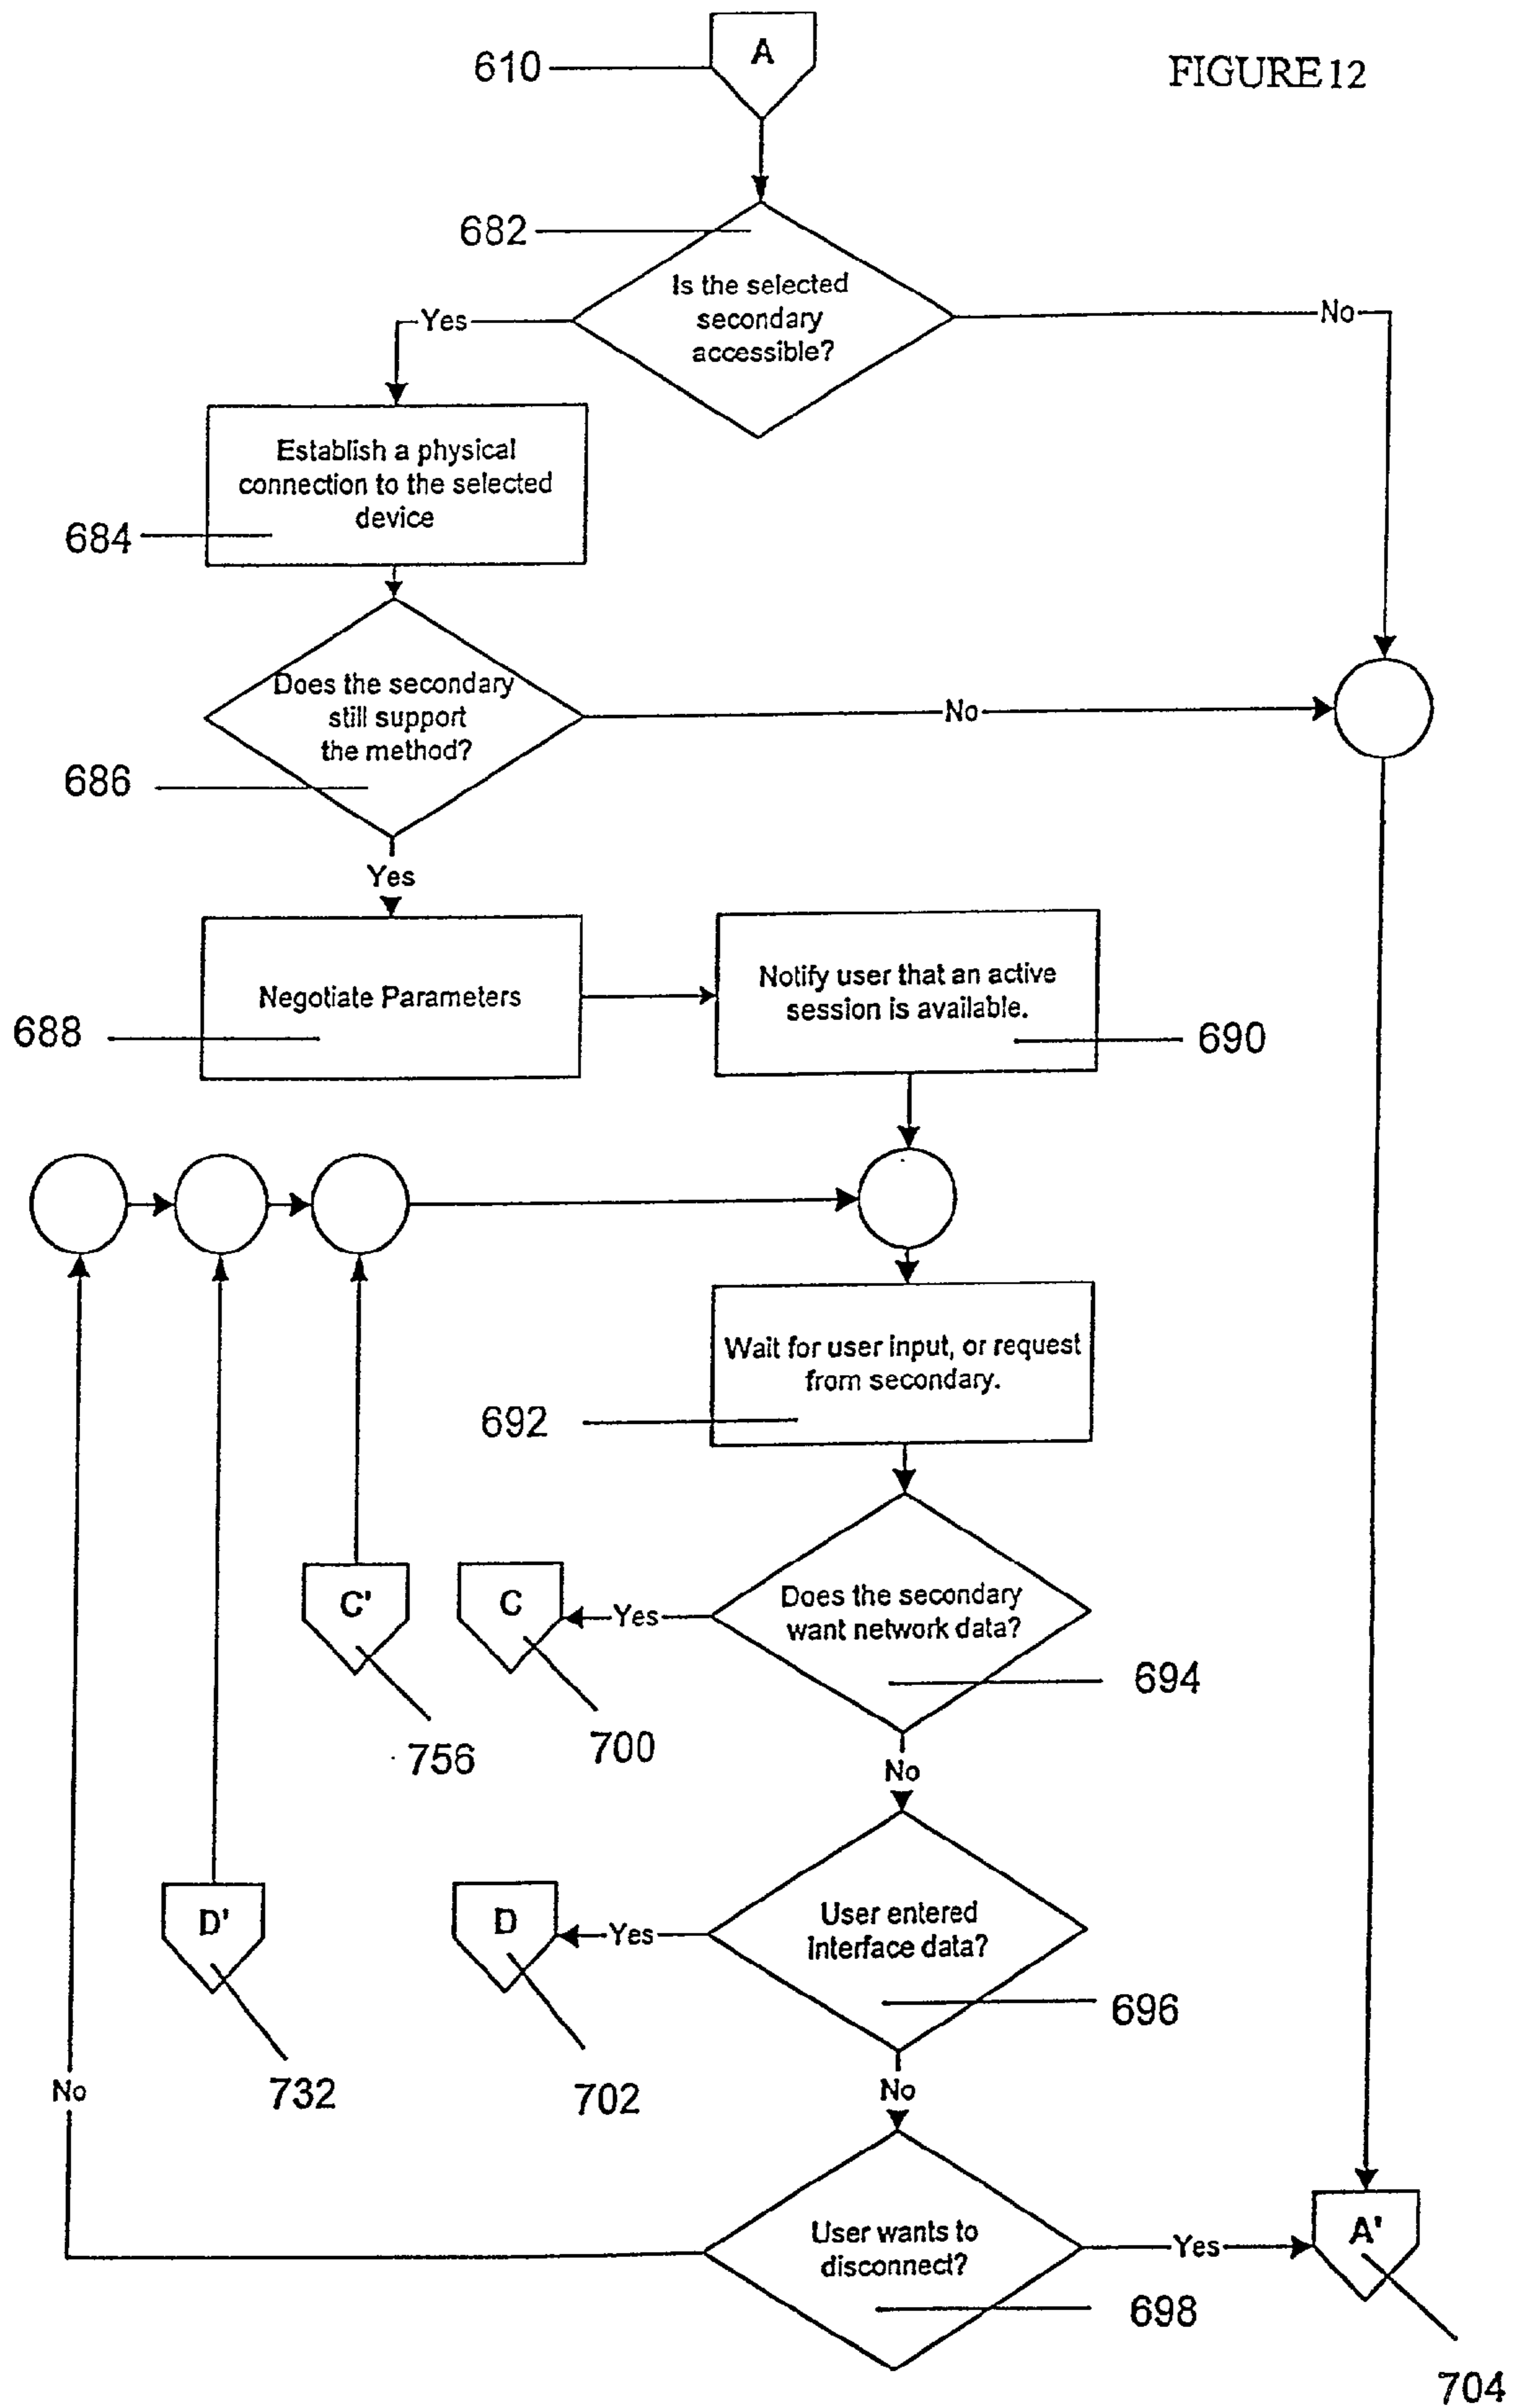 A
610
FIGURE 12
682
Is the selected
secondary
accessible?
Yes
No
Establish a physical
connection to the selected
device
684
Does the secondary
still support
the method?
No
686
Yes
Negotiate Parameters
Notify user that an active
session is available.
688
690
Wait for user input, or request
from secondary.
692
C'
C
Yes
Does the secondary
want network data?
694
756
700
No
D'
D
Yes
User entered
Interface data?
696
732
702
No
No
User wants to
disconnect?
Yes
A'
698
704